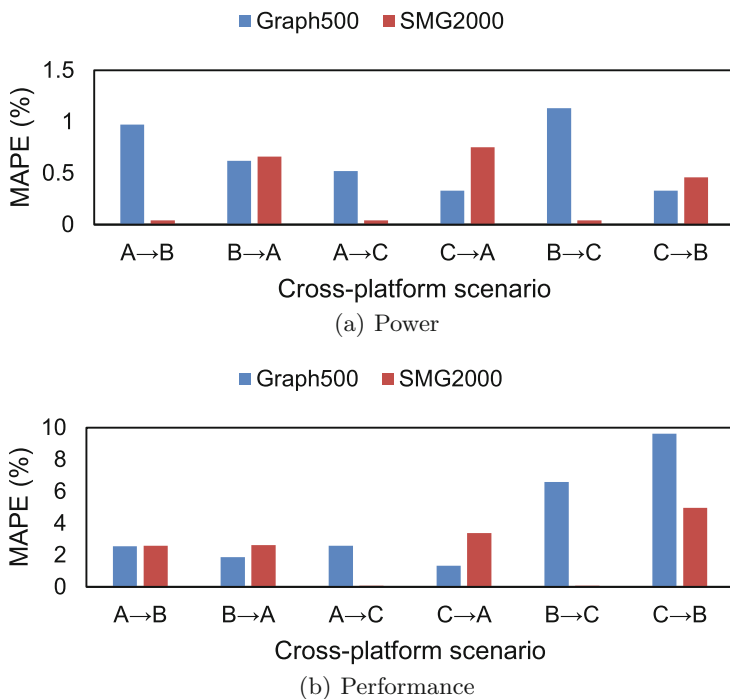 Graph500 SMG2000
1.5
1
0.5
0
MAPE (%)
A→B B→A A→C C→A B→C C→B
Cross-platform scenario
(a) Power
Graph500 SMG2000
10
8
6
4
2
0
MAPE (%)
A→B B→A A→C C→A B→C C→B
Cross-platform scenario
(b) Performance